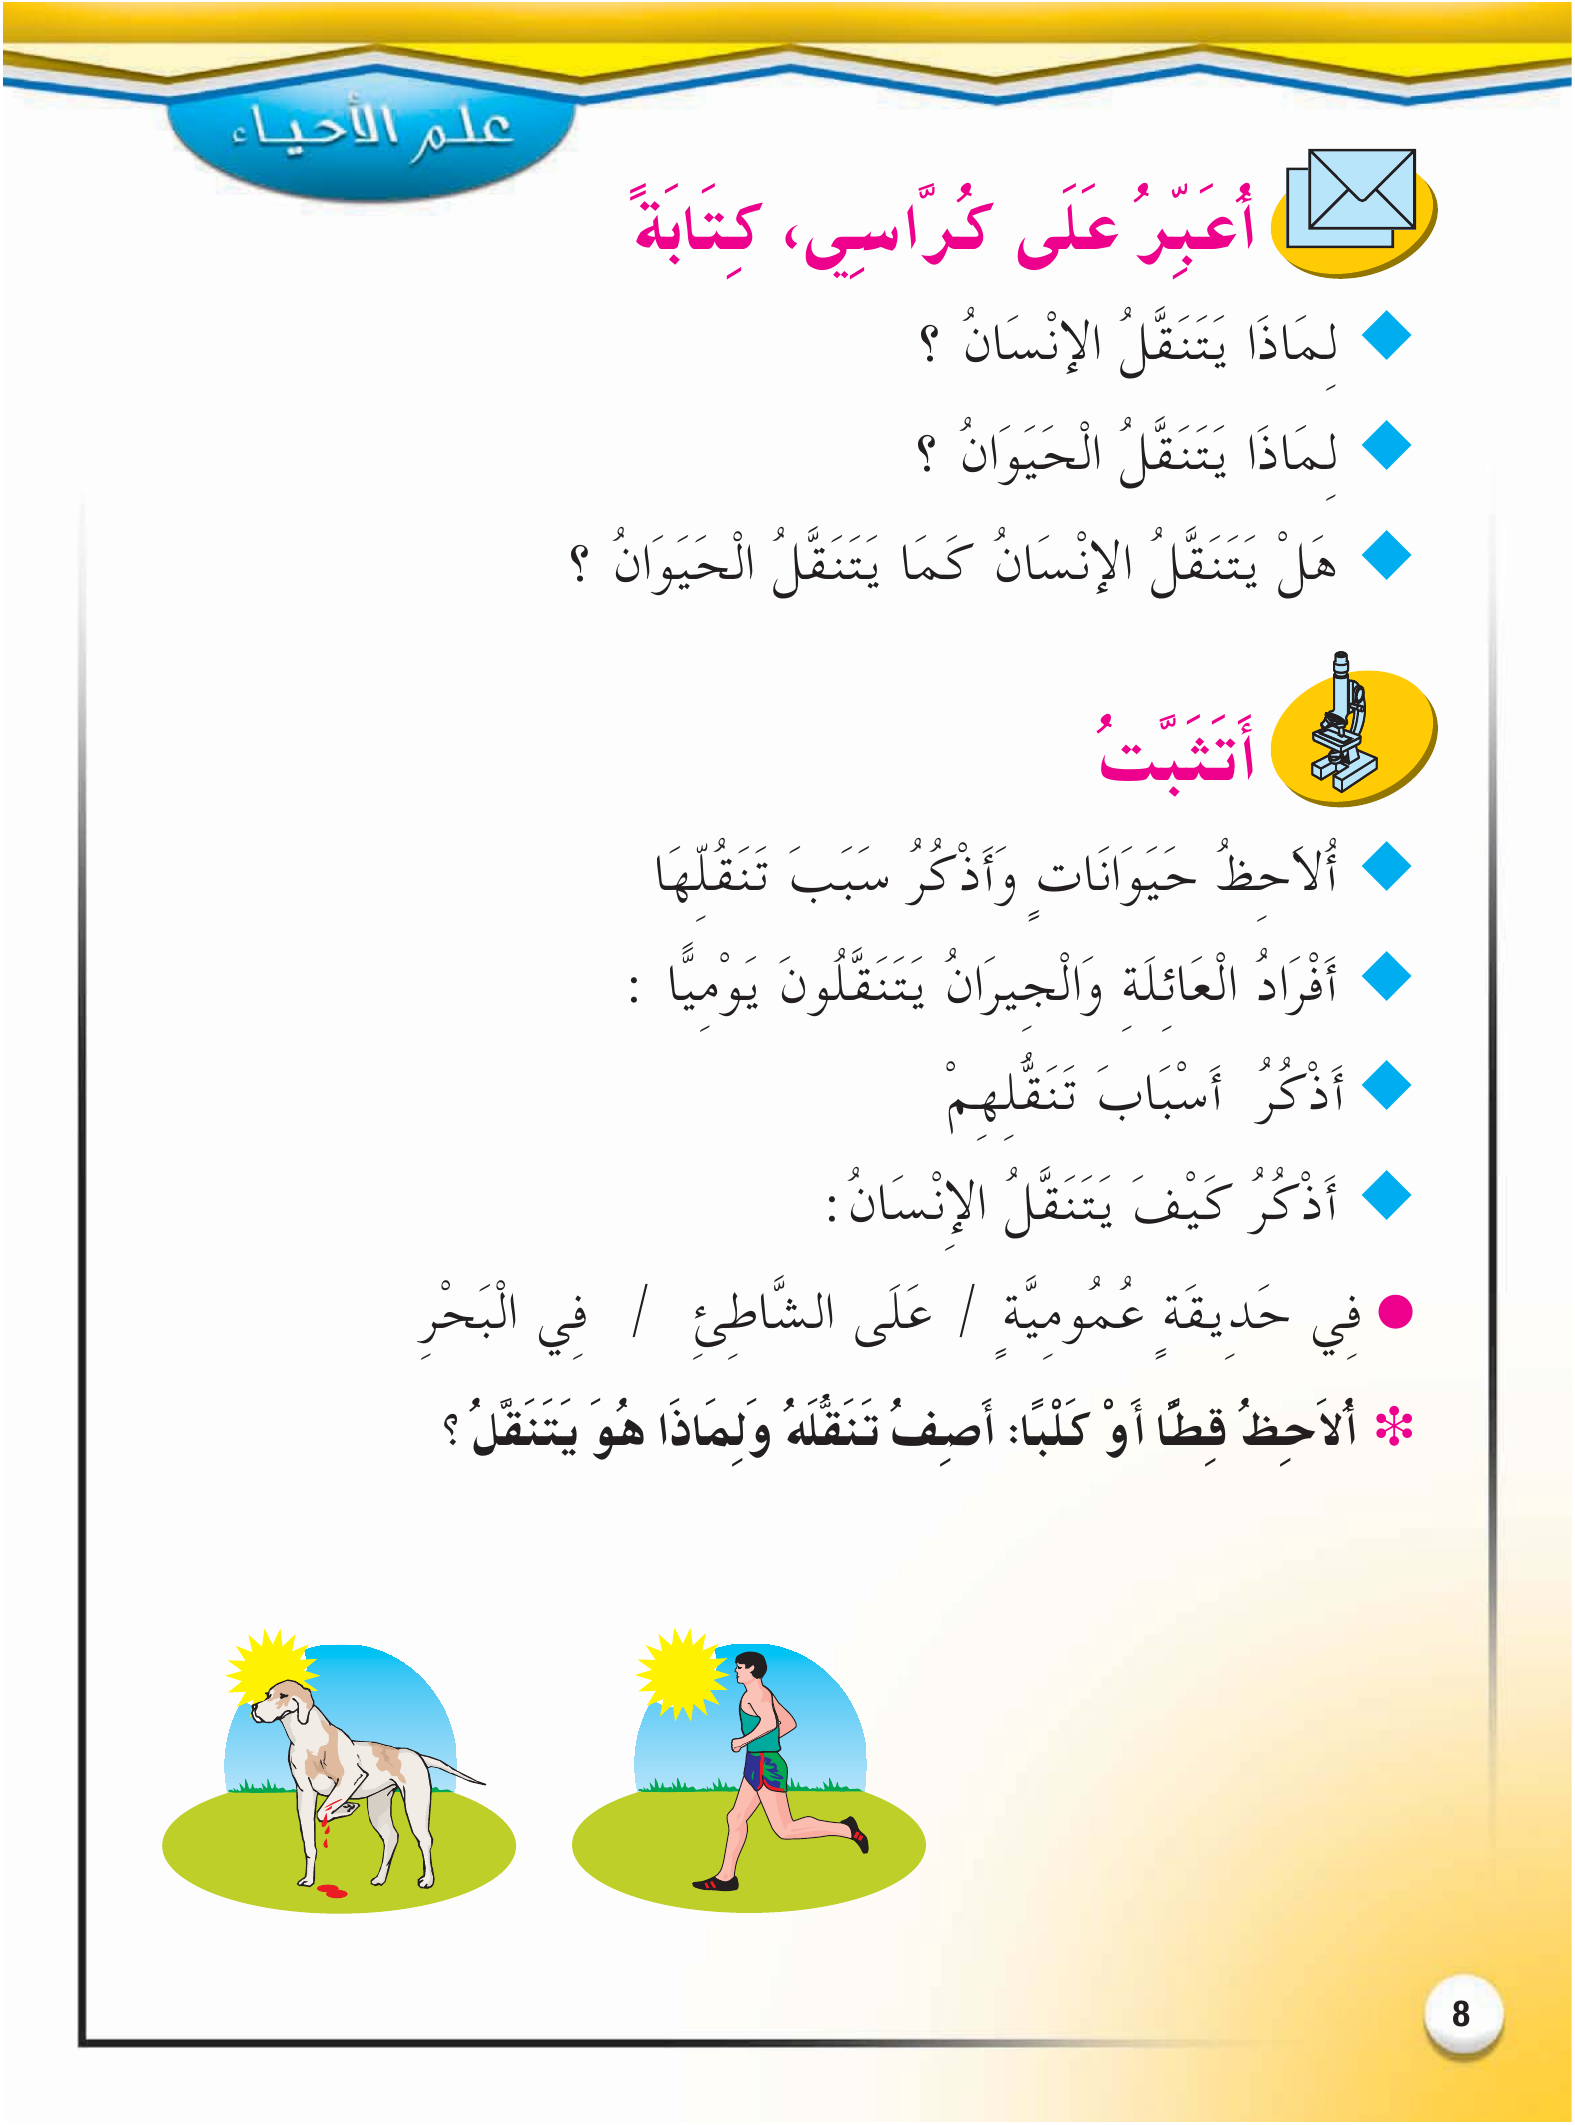 علم الأحياء
أُعَبِّرُ عَلَى كُرَّاسِي، كِتَابَةً
لِمَاذَا يَتَنَقَّلُ الإنْسَانُ ؟
لِمَاذَا يَتَنَقَّلُ الْحَيَوَانُ ؟
هَلْ يَتَنَقَّلُ الإنْسَانُ كَمَا يَتَنَقَّلُ الْحَيَوَانُ ؟
أَتَثَبَّتُ
أُلاَحِظُ حَيَوَانَاتٍ وَأَذْكُرُ سَبَبَ تَنَقُلِّهَا
أَفْرَادُ الْعَائِلَةِ وَالْجِيرَانُ يَتَنَقَّلُونَ يَوْمِيًّا :
أَذْكُرُ أَسْبَابَ تَنَقُّلِهِمْ
أَذْكُرُ كَيْفَ يَتَنَقَّلُ الإِنْسَانُ:
فِي حَدِيقَةٍ عُمُومِيَّةٍ / عَلَى الشَّاطِئِ / فِي الْبَحْرِ
أُلاَحِظُ قِطًّا أَوْ كَلْبًا: أَصِفُ تَنَقُّلَهُ وَلِمَاذَا هُوَ يَتَنَقَّلُ ؟
8